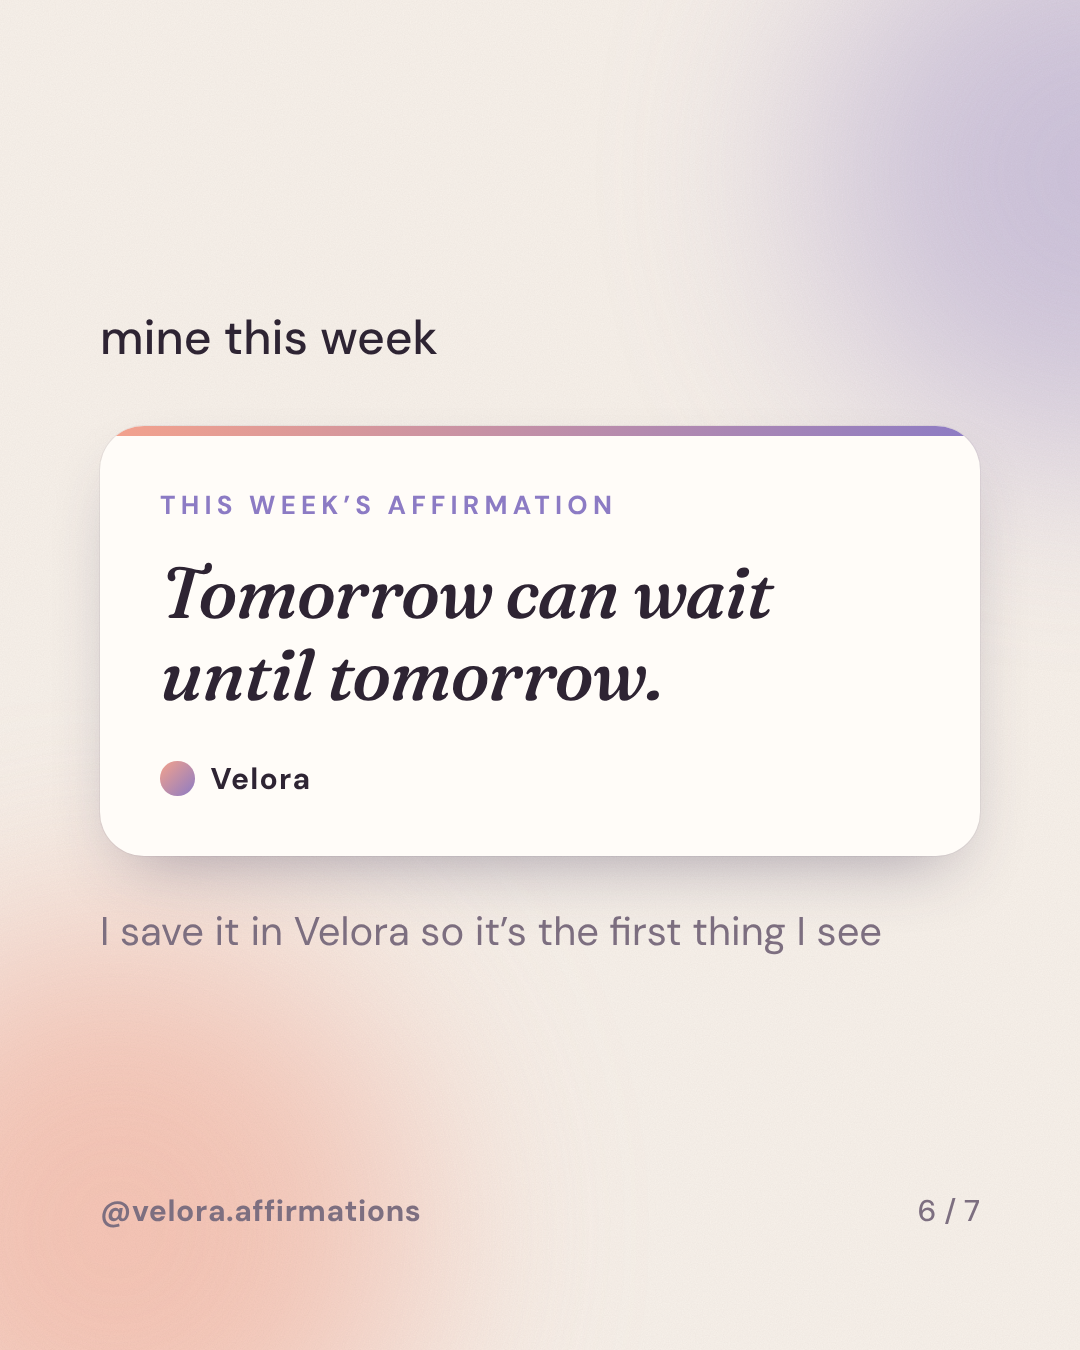 mine this week
THIS WEEK’S AFFIRMATION
Tomorrow can wait
until tomorrow.
Velora
I save it in Velora so it’s the first thing I see
@velora.affirmations
6 / 7